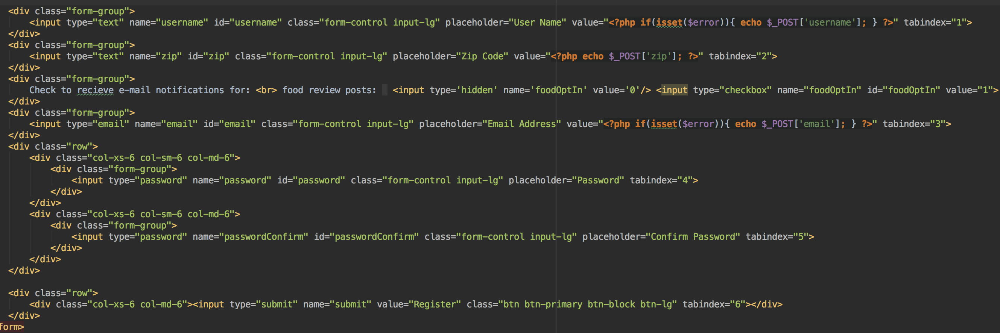 <div class="form-group">
    <input type="text" name="username" id="username" class="form-control input-lg" placeholder="User Name" value="<?php if(isset($error)){ echo $_POST['username']; } ?>" tabindex="1">
</div>
<div class="form-group">
    <input type="text" name="zip" id="zip" class="form-control input-lg" placeholder="Zip Code" value="<?php echo $_POST['zip']; ?>" tabindex="2">
</div>
<div class="form-group">
    Check to recieve e-mail notifications for: <br> food review posts:   <input type='hidden' name='foodOptIn' value='0'/> <input type="checkbox" name="foodOptIn" id="foodOptIn" value="1">
</div>
<div class="form-group">
    <input type="email" name="email" id="email" class="form-control input-lg" placeholder="Email Address" value="<?php if(isset($error)){ echo $_POST['email']; } ?>" tabindex="3">
</div>
<div class="row">
    <div class="col-xs-6 col-sm-6 col-md-6">
        <div class="form-group">
            <input type="password" name="password" id="password" class="form-control input-lg" placeholder="Password" tabindex="4">
        </div>
    </div>
    <div class="col-xs-6 col-sm-6 col-md-6">
        <div class="form-group">
            <input type="password" name="passwordConfirm" id="passwordConfirm" class="form-control input-lg" placeholder="Confirm Password" tabindex="5">
        </div>
    </div>
</div>

<div class="row">
    <div class="col-xs-6 col-md-6"><input type="submit" name="submit" value="Register" class="btn btn-primary btn-block btn-lg" tabindex="6"></div>
</div>
form>